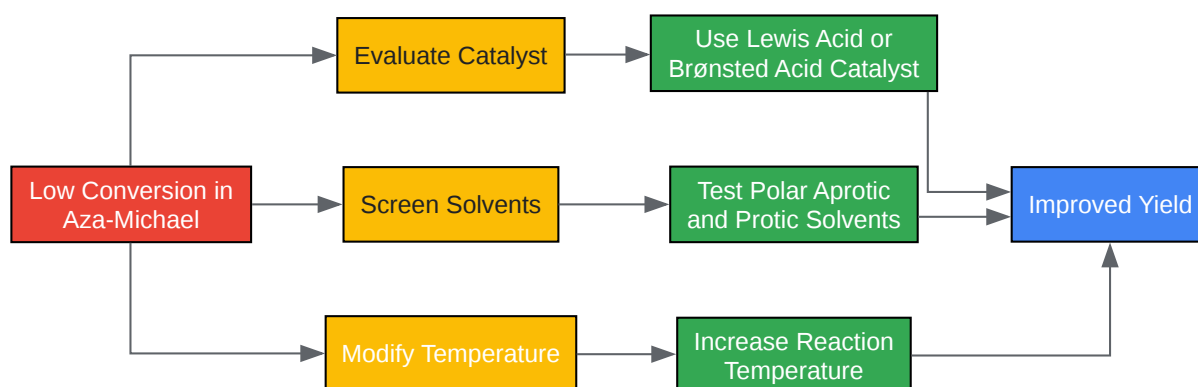 Evaluate Catalyst
Use Lewis Acid or
Brønsted Acid Catalyst
Low Conversion in
Aza-Michael
Screen Solvents
Test Polar Aprotic
and Protic Solvents
Improved Yield
Modify Temperature
Increase Reaction
Temperature